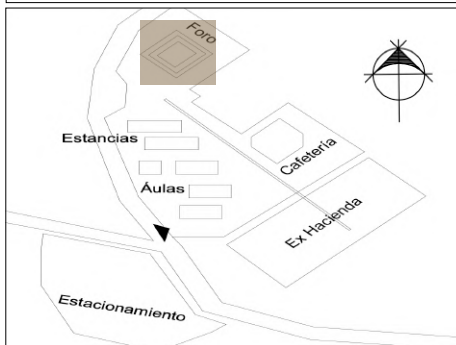 Foro
Estancias
Cafetería
Áulas
Ex Hacienda
Estacionamiento